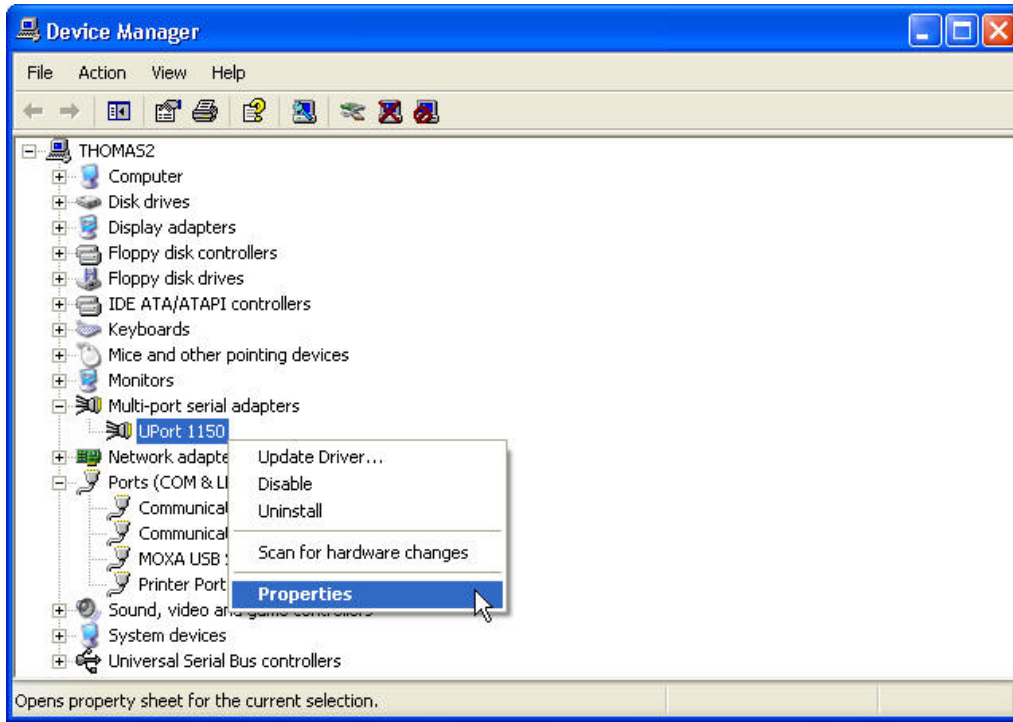 Device Manager
File Action View Help
THOMAS2
Computer
Disk drives
Display adapters
Floppy disk controllers
Floppy disk drives
IDE ATA/ATAPI controllers
Keyboards
Mice and other pointing devices
Monitors
Multi-port serial adapters
UPort 1150
Network adapte
Ports (COM & L
Communica
Communica
MOXA USB
Printer Port
Sound, video and game controllers
System devices
Universal Serial Bus controllers
Update Driver...
Disable
Uninstall
Scan for hardware changes
Properties
Opens property sheet for the current selection.